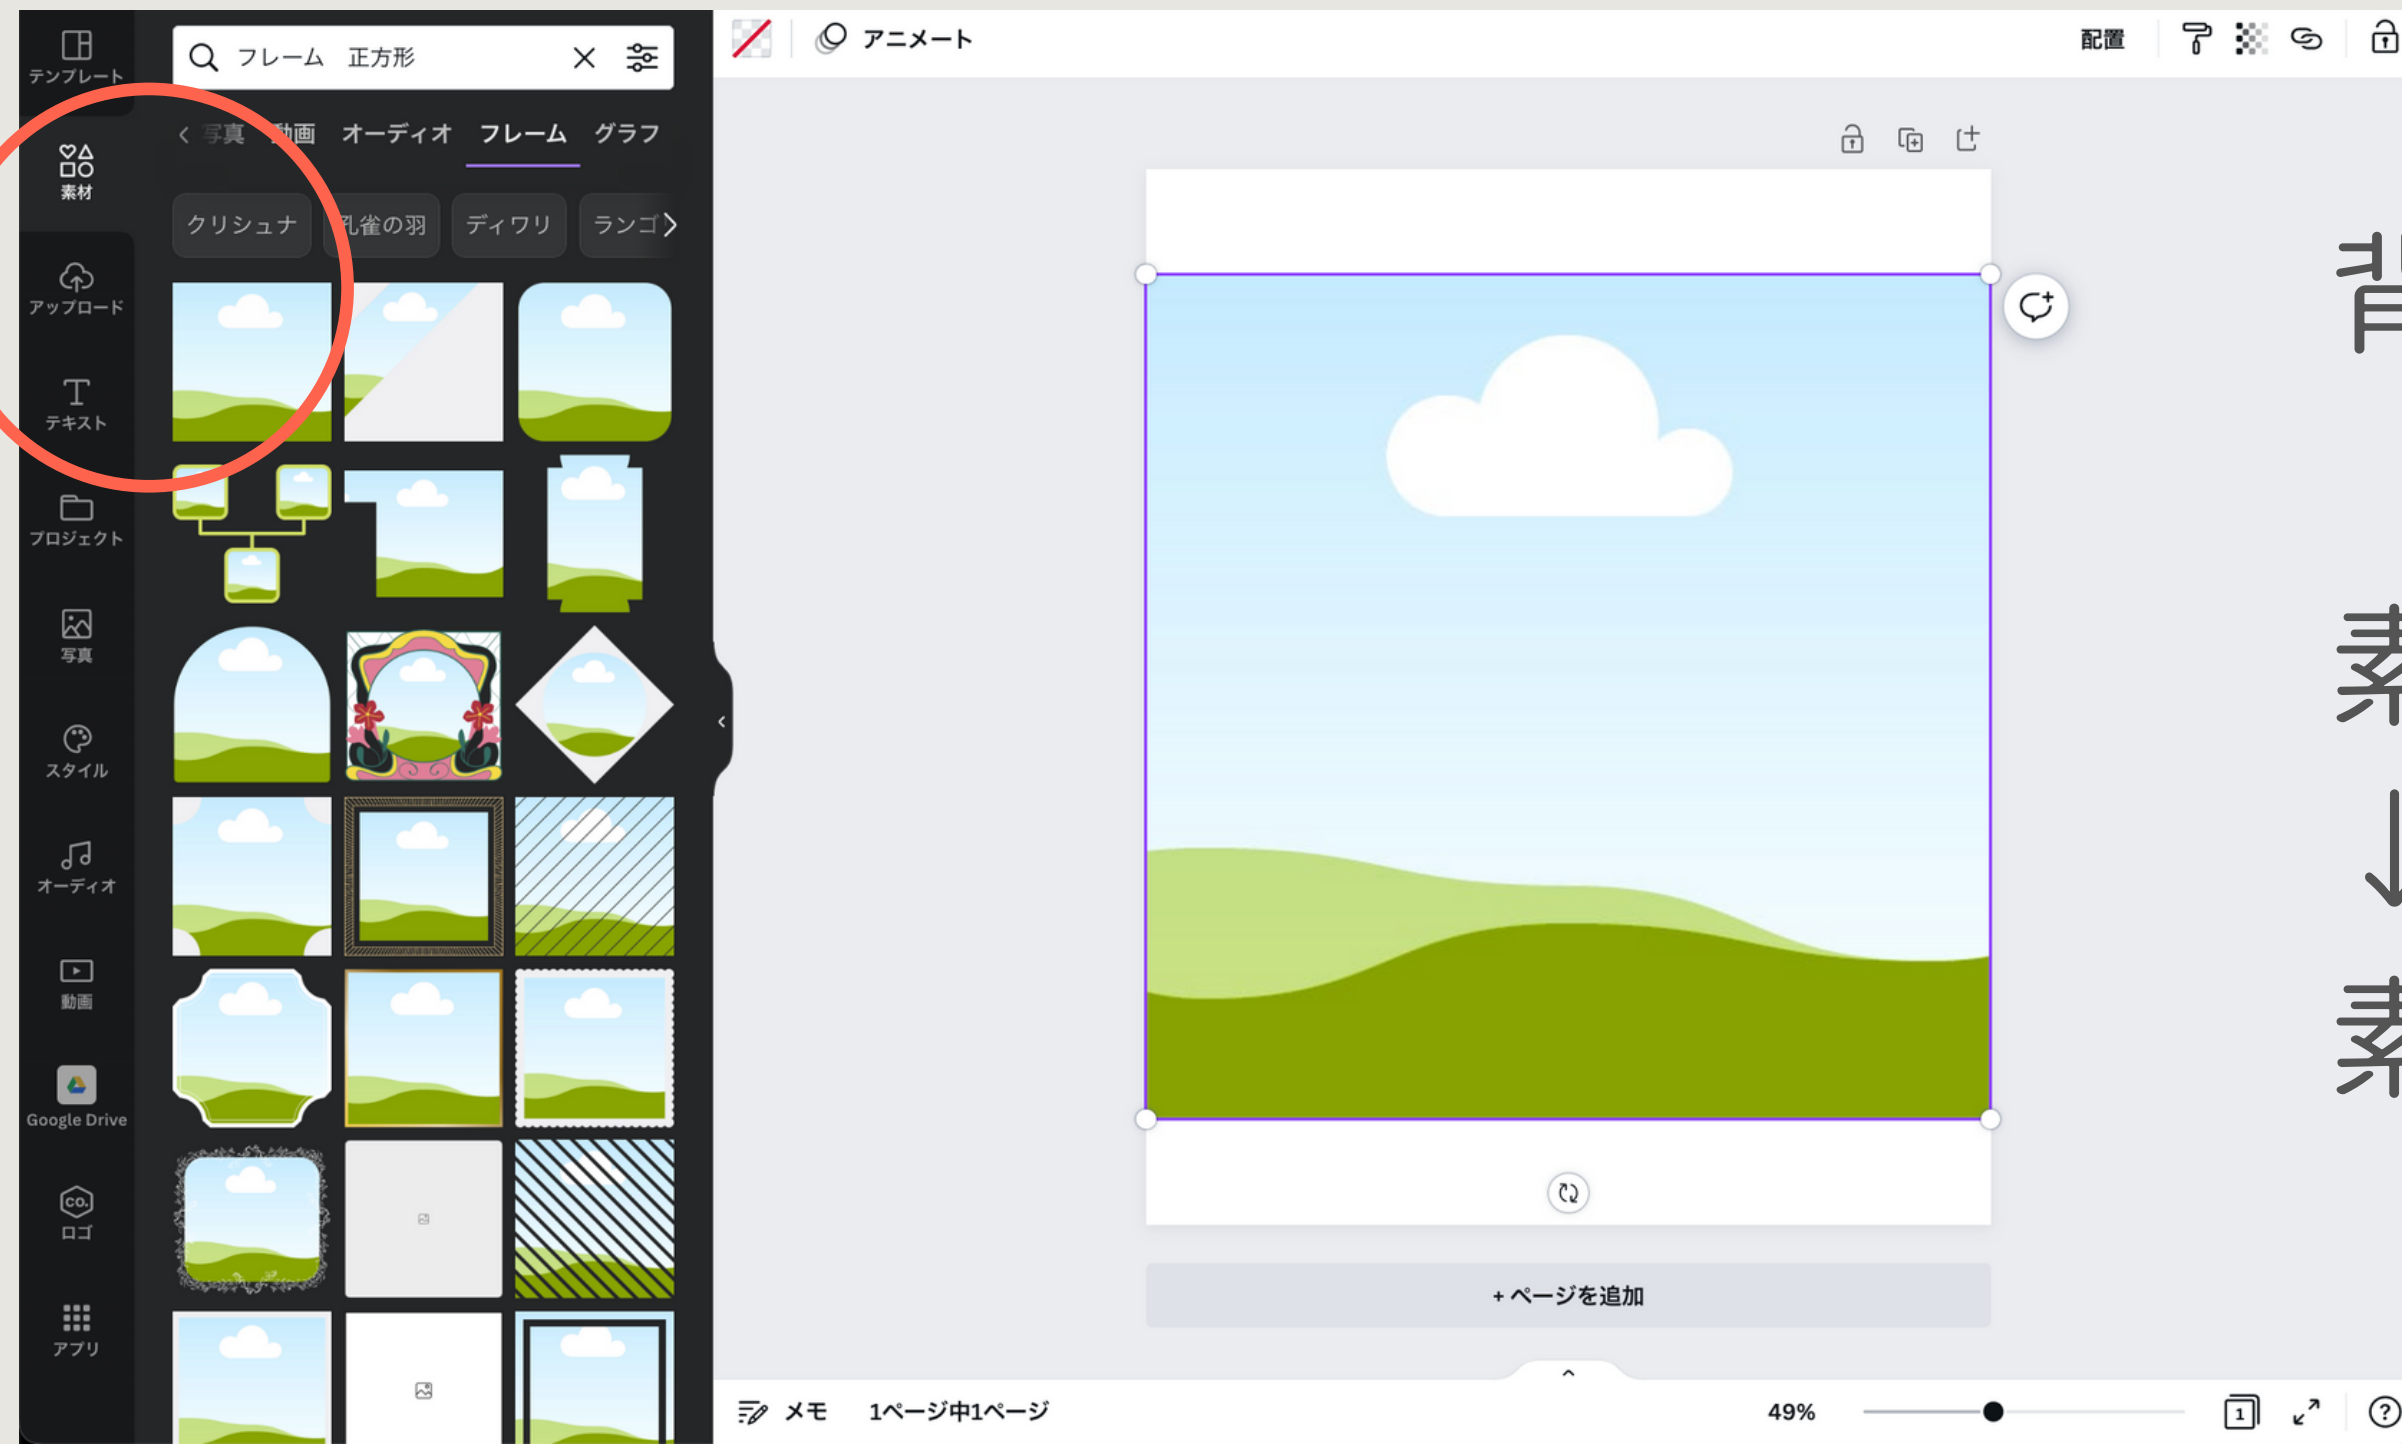 テンプレート
素材
アップロード
テキスト
プロジェクト
写真
スタイル
オーディオ
動画
Google Drive
CO.
ロゴ
アプリ
フレーム 正方形
写真 動画 オーディオ フレーム グラフ
クリシュナ 孔雀の羽 ディワリ ランゴ
アニメート
配置
+ ページを追加
メモ 1ページ中1ページ
49%
1
?
背
素
↓
素